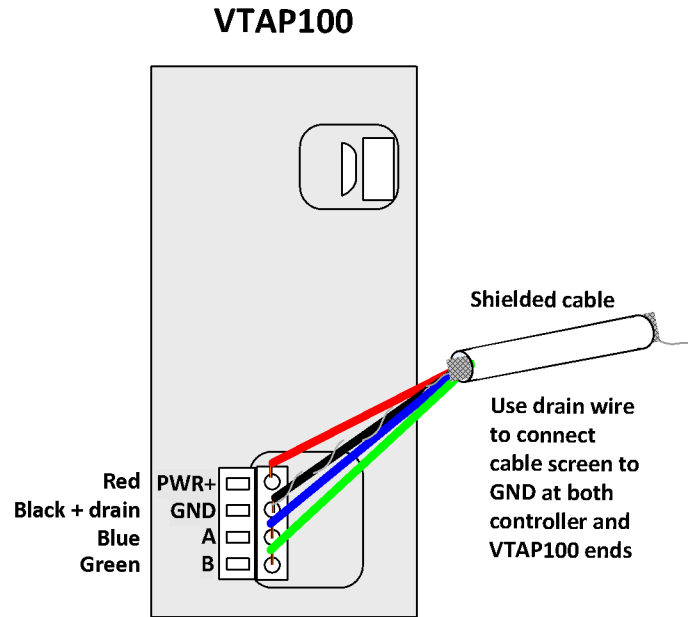 VTAP100
Shielded cable
Use drain wire
to connect
cable screen to
GND at both
controller and
VTAP100 ends
Red PWR+
Black + drain GND
Blue A
Green B